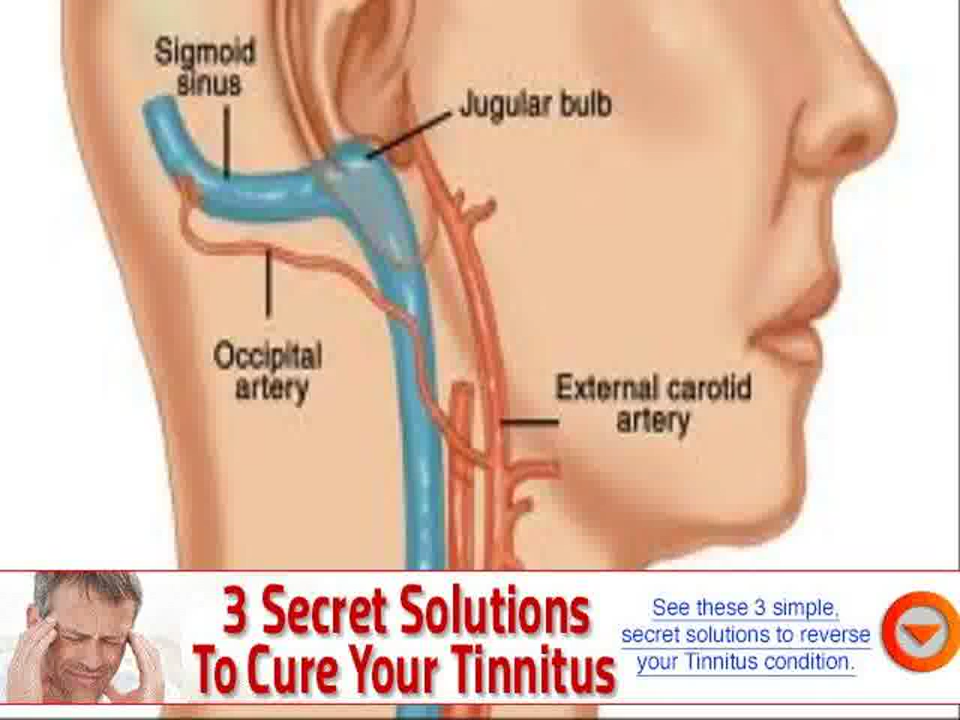 Sigmoid
sinus
Jugular bulb
Occipital
artery
External carotid
artery
3 Secret Solutions
To Cure Your Tinnitus
See these 3 simple,
secret solutions to reverse
your Tinnitus condition.